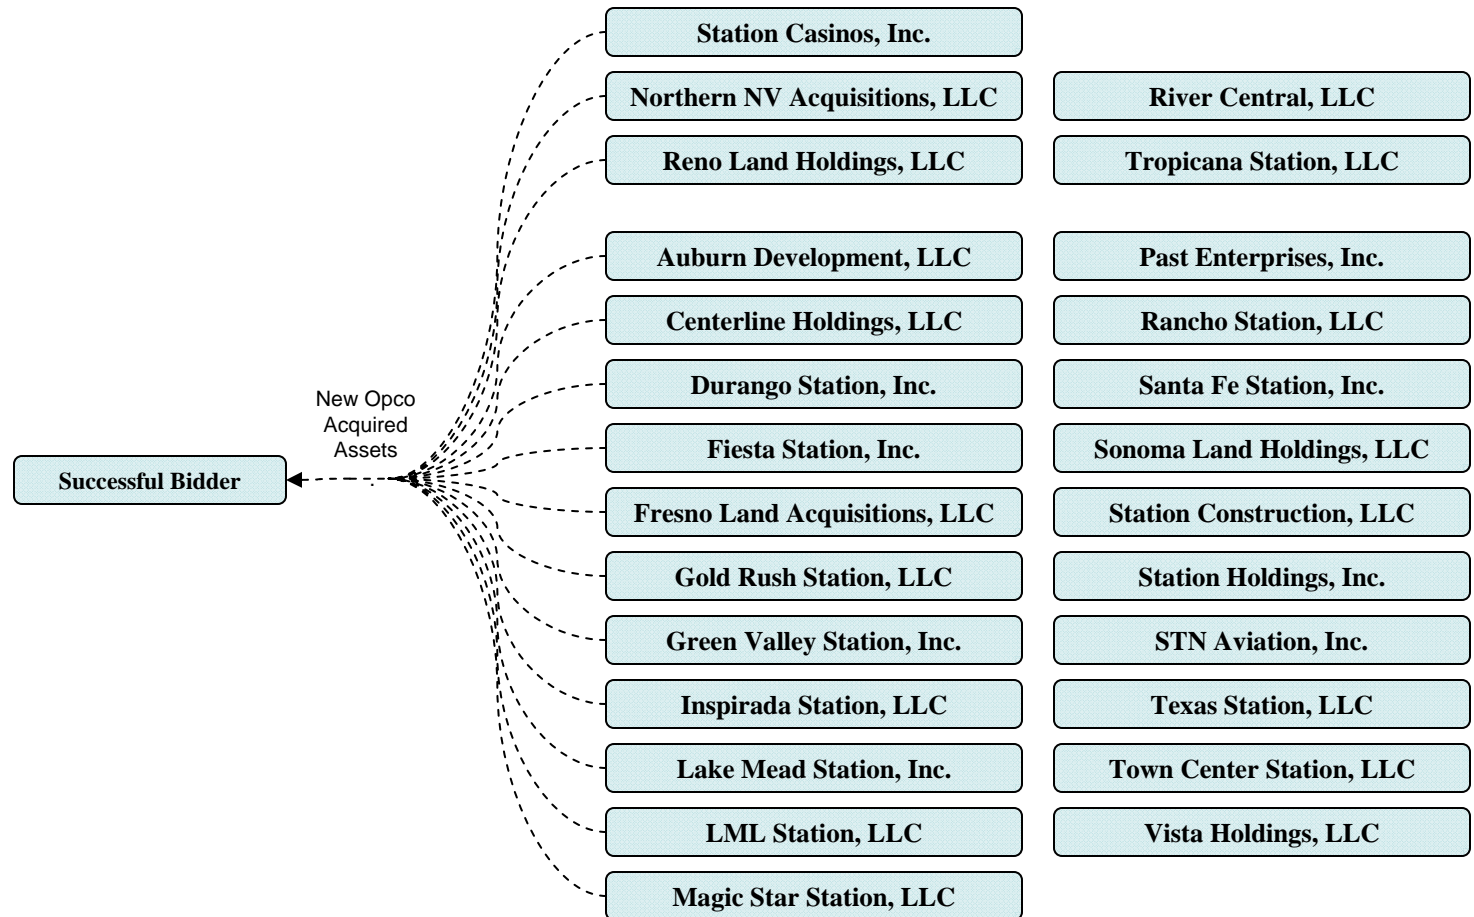 Station Casinos, Inc.
Northern NV Acquisitions, LLC
River Central, LLC
Reno Land Holdings, LLC
Tropicana Station, LLC
Auburn Development, LLC
Past Enterprises, Inc.
Centerline Holdings, LLC
Rancho Station, LLC
Durango Station, Inc.
Santa Fe Station, Inc.
New Opco
Acquired
Assets
Fiesta Station, Inc.
Sonoma Land Holdings, LLC
Successful Bidder
Fresno Land Acquisitions, LLC
Station Construction, LLC
Gold Rush Station, LLC
Station Holdings, Inc.
Green Valley Station, Inc.
STN Aviation, Inc.
Inspirada Station, LLC
Texas Station, LLC
Lake Mead Station, Inc.
Town Center Station, LLC
LML Station, LLC
Vista Holdings, LLC
Magic Star Station, LLC